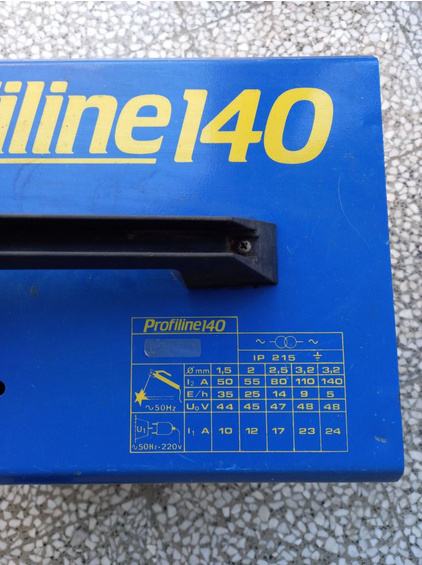 filine140
Profiline140
IP 215
Ømm 1,5 2 2,5 3,2 3,2
I₂ A 50 55 80 110 140
E/h 35 25 14 9 5
∿50Hz U₀V 44 45 47 48 48
U₁ I₁ A 10 12 17 23 24
∿50Hz-220v